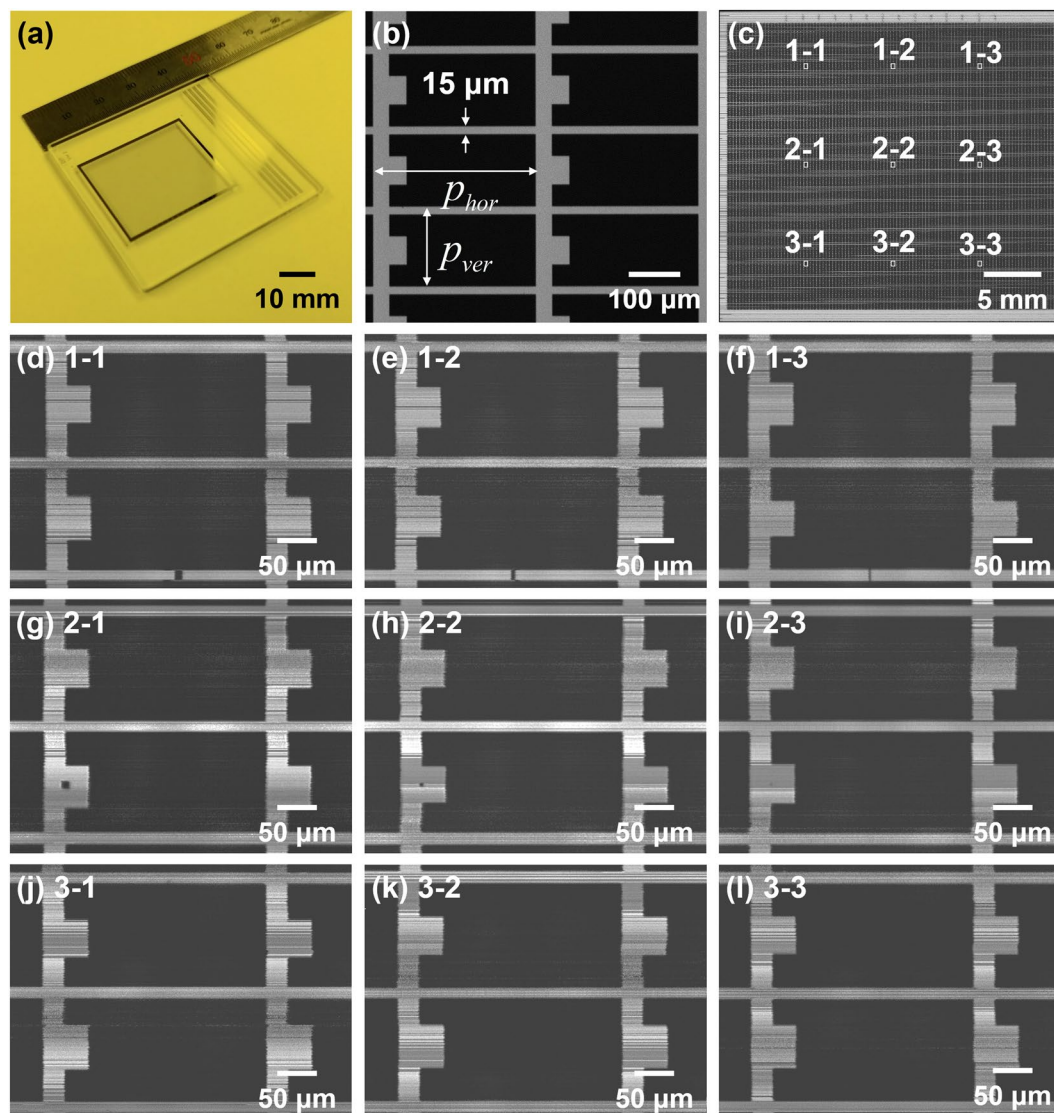 (a)
10 mm
(b)
15 µm
p_hor
p_ver
100 µm
(c)
1-1 1-2 1-3
2-1 2-2 2-3
3-1 3-2 3-3
5 mm
(d) 1-1
50 µm
(e) 1-2
50 µm
(f) 1-3
50 µm
(g) 2-1
50 µm
(h) 2-2
50 µm
(i) 2-3
50 µm
(j) 3-1
50 µm
(k) 3-2
50 µm
(l) 3-3
50 µm